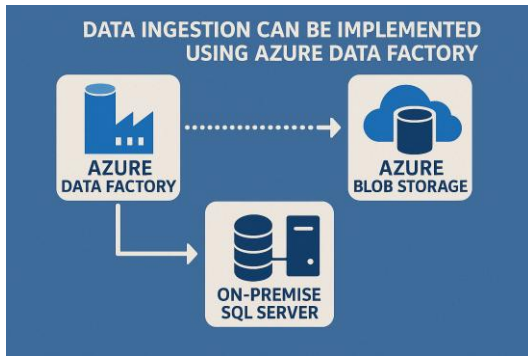 DATA INGESTION CAN BE IMPLEMENTED
USING AZURE DATA FACTORY
AZURE
DATA FACTORY
AZURE
BLOB STORAGE
ON-PREMISE
SQL SERVER